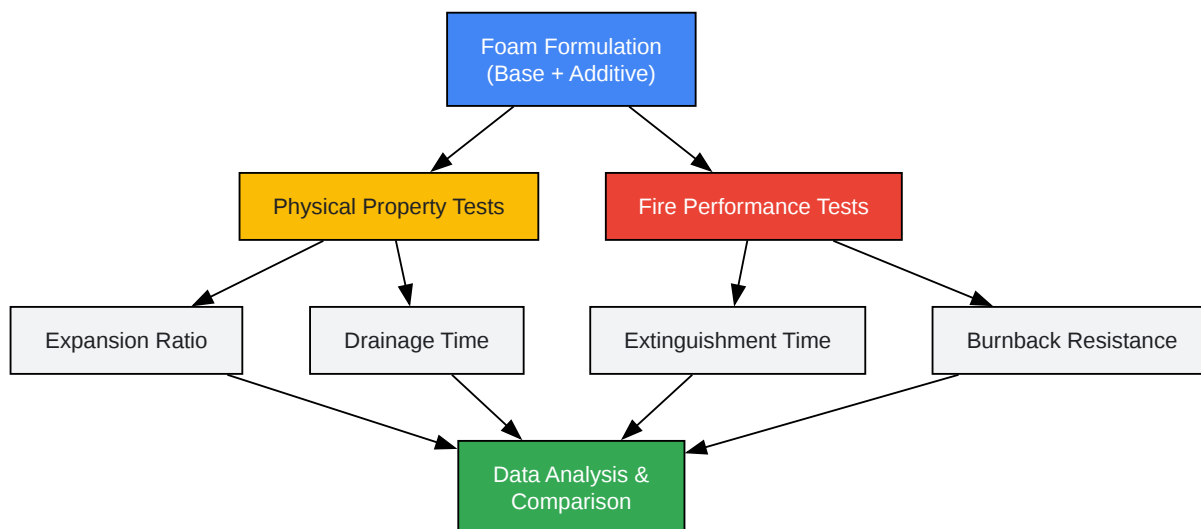 Foam Formulation
(Base + Additive)
Physical Property Tests
Fire Performance Tests
Expansion Ratio
Drainage Time
Extinguishment Time
Burnback Resistance
Data Analysis &
Comparison